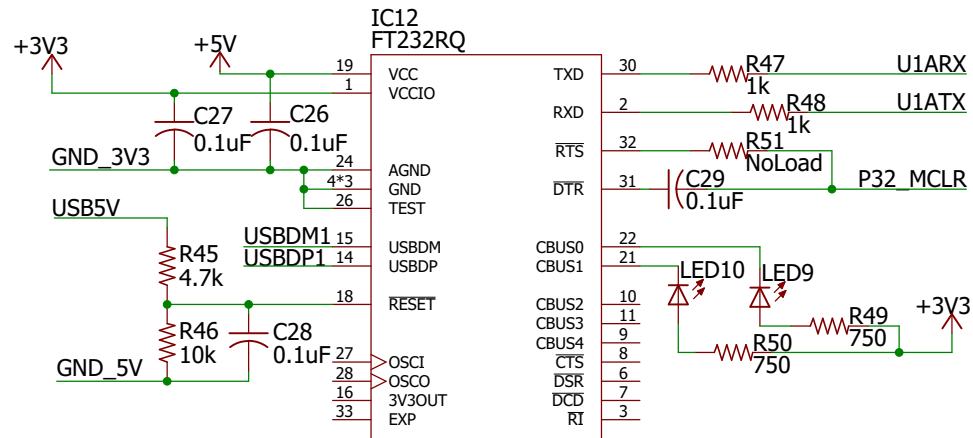 IC12
FT232RQ
+3V3
+5V
19 VCC
1 VCCIO
C27
0.1uF
C26
0.1uF
GND_3V3
24 AGND
4*3 GND
26 TEST
USB5V
USBDM1 15 USBDM
USBDP1 14 USBDP
R45
4.7k
18 RESET
R46
10k
C28
0.1uF
GND_5V
27 OSCI
28 OSCO
16 3V3OUT
33 EXP
TXD 30
R47
1k
U1ARX
RXD 2
R48
1k
U1ATX
RTS 32
R51
NoLoad
DTR 31
C29
0.1uF
P32_MCLR
CBUS0 22
CBUS1 21
LED10
LED9
CBUS2 10
CBUS3 11
CBUS4 9
CTS 8
DSR 6
DCD 7
RI 3
R49
750
R50
750
+3V3